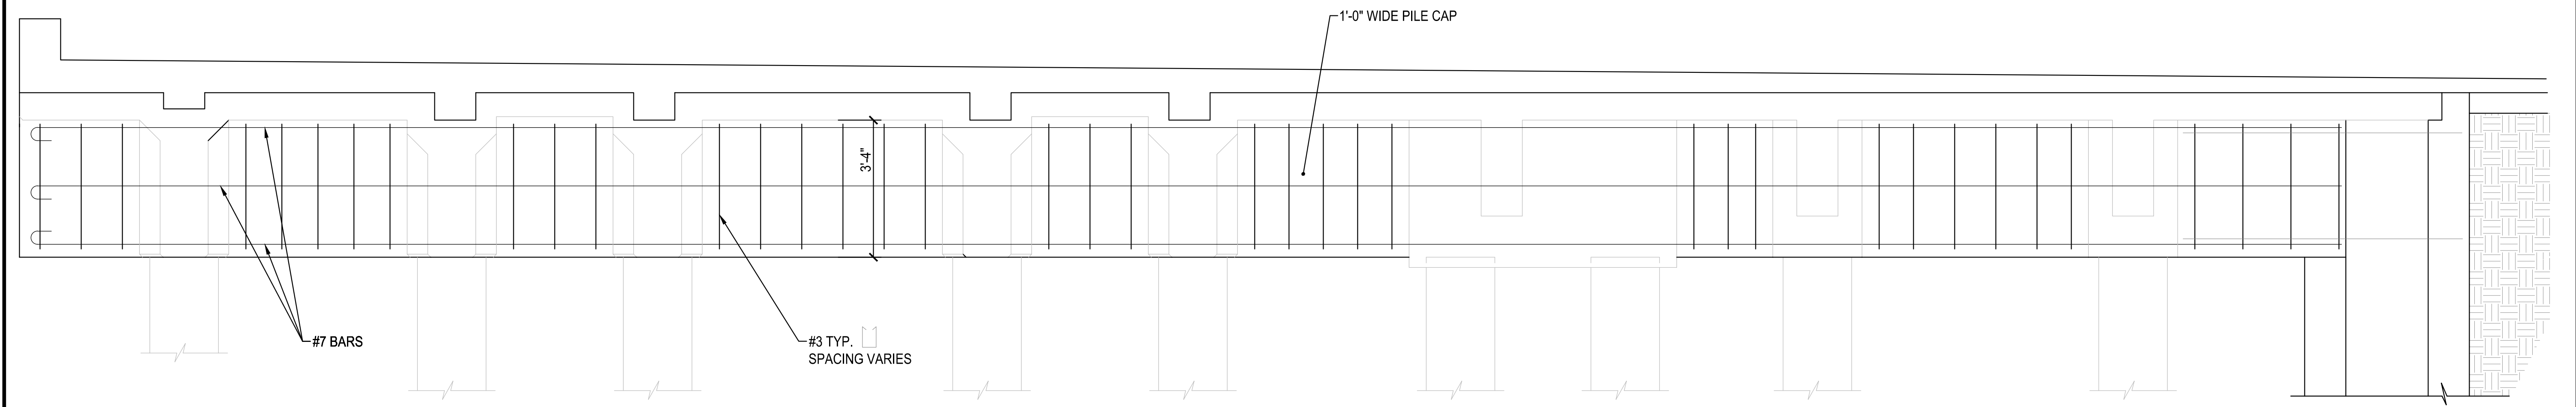 1'-0" WIDE PILE CAP
3'-4"
#7 BARS
#3 TYP.
SPACING VARIES